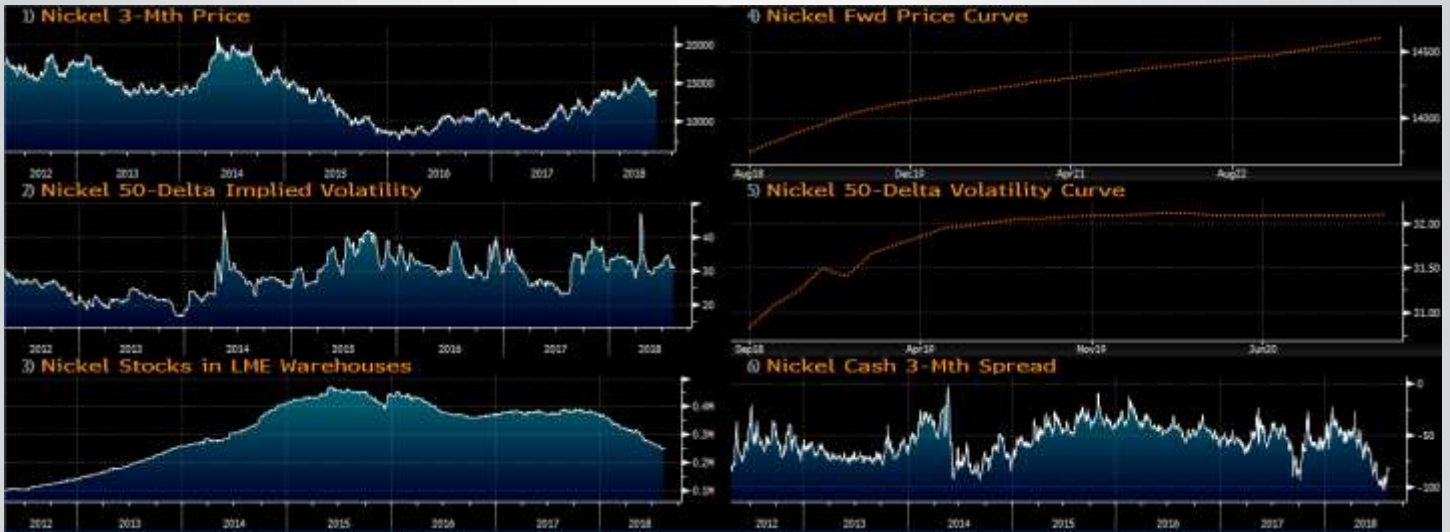 1) Nickel 3-Mth Price
20000
15000
10000
2012 2013 2014 2015 2016 2017 2018
2) Nickel 50-Delta Implied Volatility
40
30
20
2012 2013 2014 2015 2016 2017 2018
3) Nickel Stocks in LME Warehouses
0.4M
0.3M
0.2M
0.1M
2012 2013 2014 2015 2016 2017 2018
4) Nickel Fwd Price Curve
14500
14000
Aug18 Dec19 Apr21 Aug22
5) Nickel 50-Delta Volatility Curve
32.00
31.50
31.00
Sep18 Apr19 Nov19 Jun20
6) Nickel Cash 3-Mth Spread
0
-50
-100
2012 2013 2014 2015 2016 2017 2018